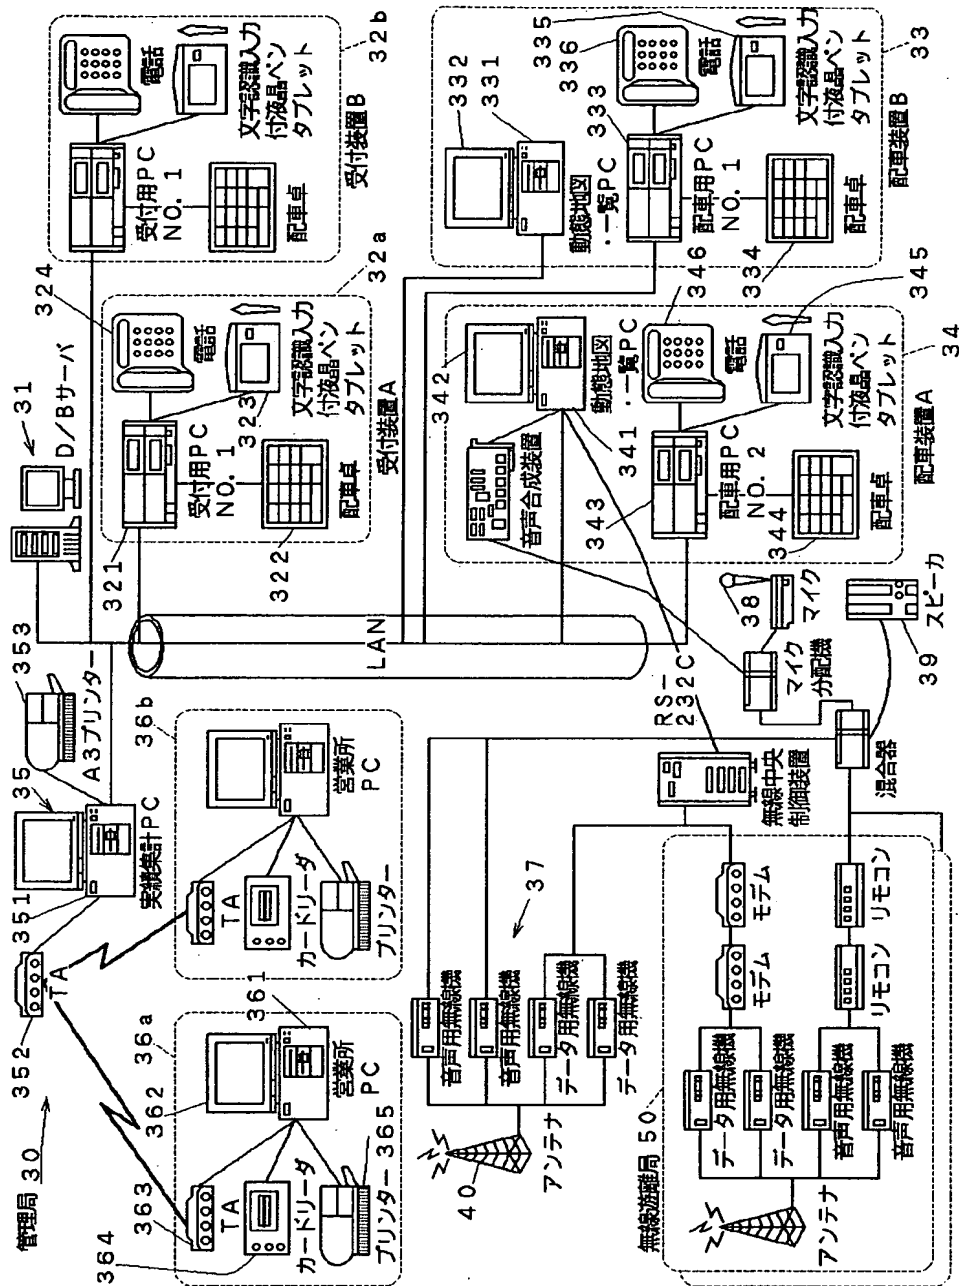 管理局 30
352
TA
351
35
353
A3プリンター
実績集計PC
31
D/Bサーバ
321
324
電話
受付用PC
NO. 1
323
文字認識入力
付液晶ペン
タブレット
322
配車卓
受付装置A
32a
電話
受付用PC
NO. 1
文字認識入力
付液晶ペン
タブレット
配車卓
受付装置B
32b
LAN
36a
362
361
営業所
PC
363
TA
364
カードリーダ
プリンター 365
36b
営業所
PC
TA
カードリーダ
プリンター
332
331
動態地図
・一覧PC
335
336
電話
333
配車用PC
NO. 1
文字認識入力
付液晶ペン
タブレット
334
配車卓
配車装置B
33
342
動態地図
・一覧PC
341
音声合成装置
346
電話
343
配車用PC
NO. 2
345
文字認識入力
付液晶ペン
タブレット
344
配車卓
配車装置A
34
RS-
232C
38
マイク
マイク
分配機
39
スピーカ
混合器
無線中央
制御装置
37
音声用無線機
音声用無線機
データ用無線機
データ用無線機
40
アンテナ
無線遊離局 50
モデム
モデム
リモコン
リモコン
データ用無線機
データ用無線機
音声用無線機
音声用無線機
アンテナ